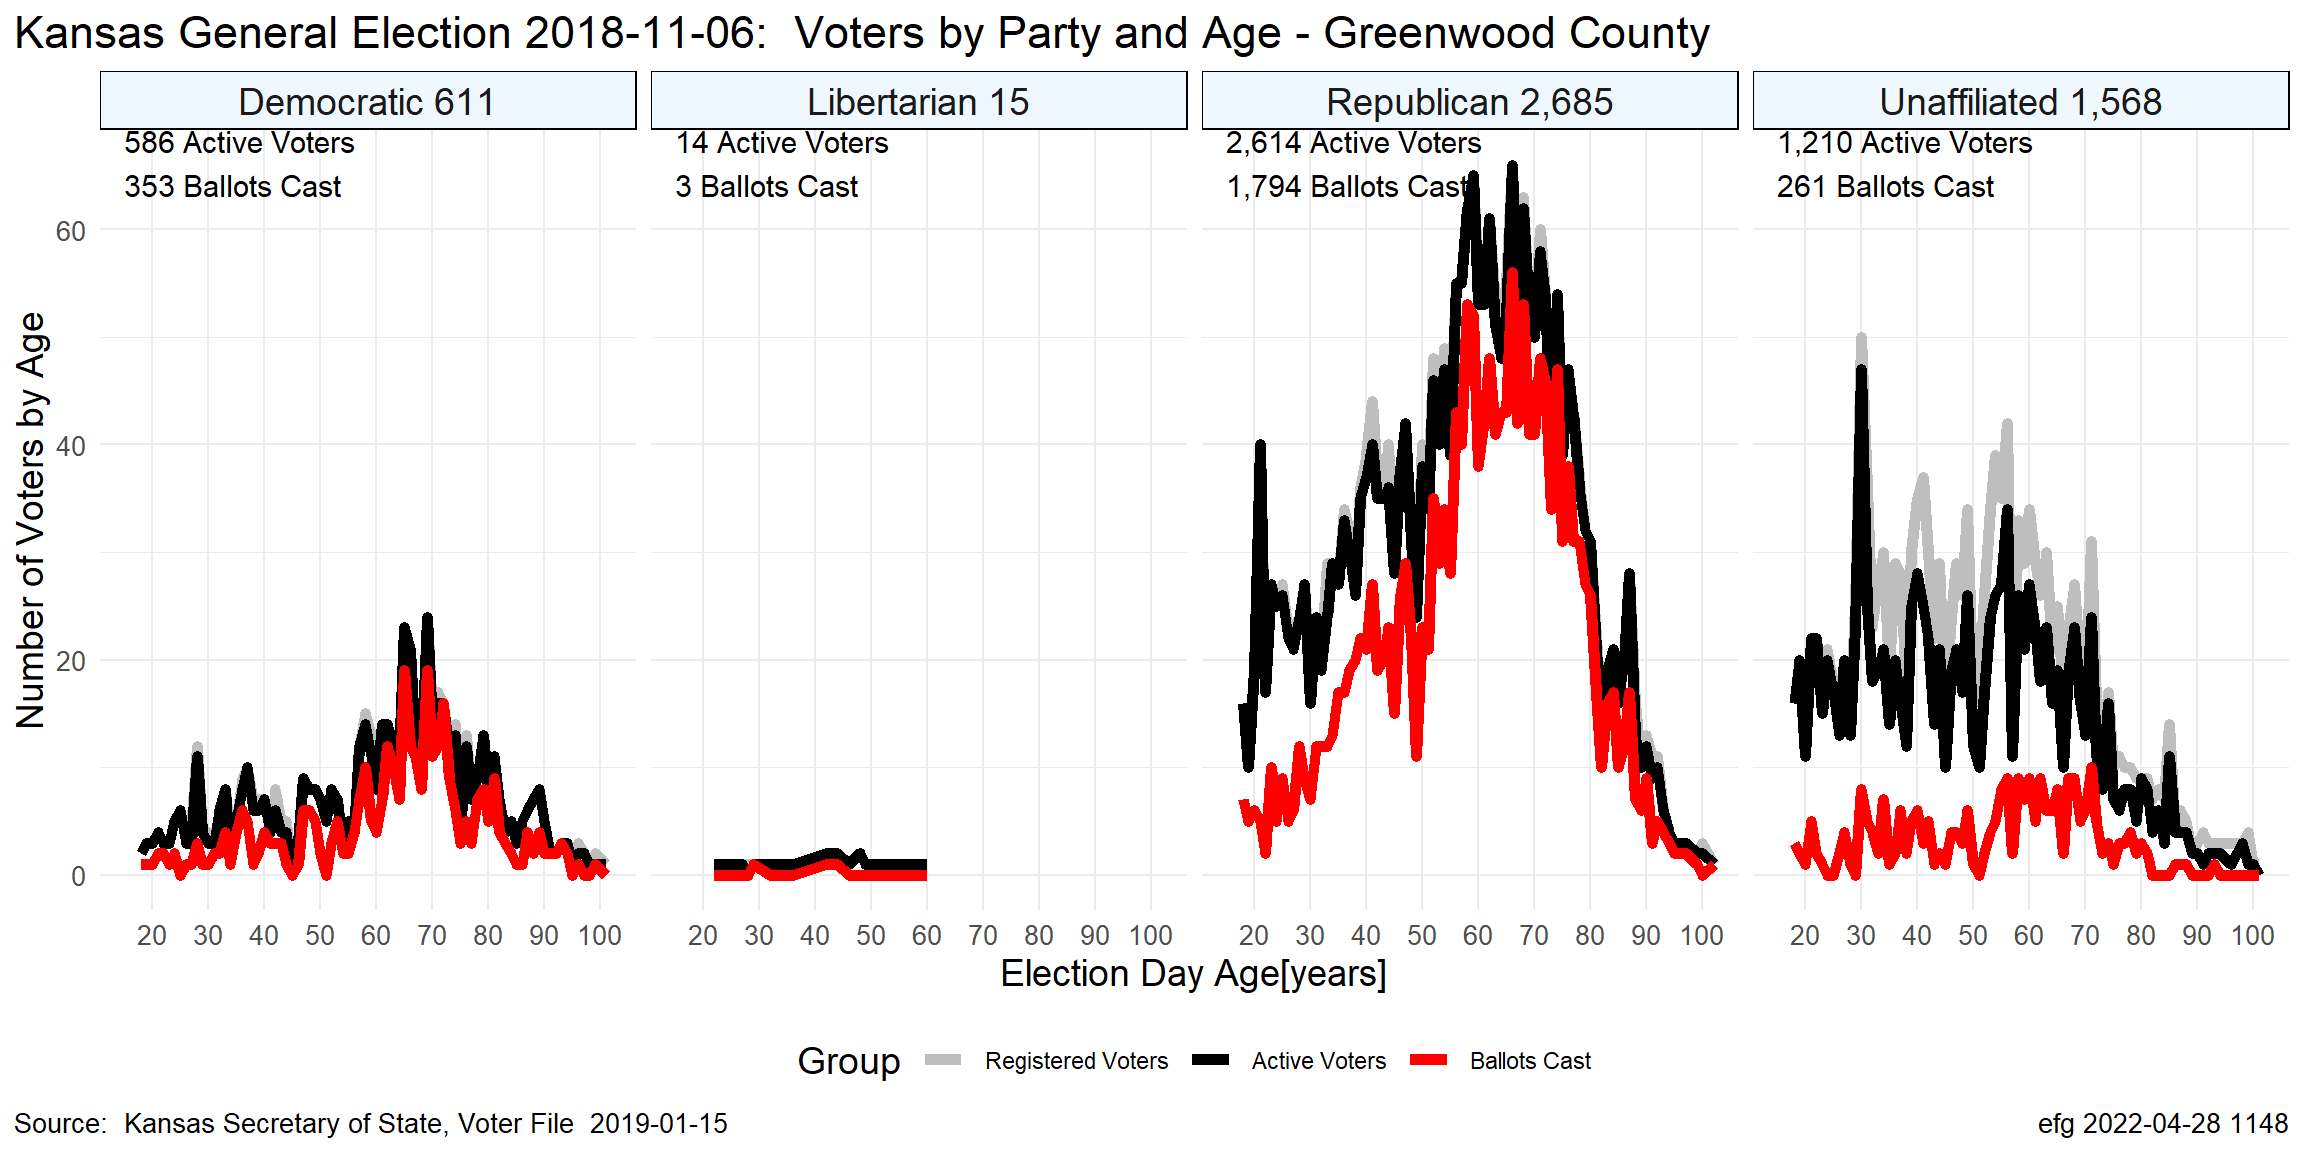 Kansas General Election 2018-11-06:  Voters by Party and Age - Greenwood County
Democratic 611
Libertarian 15
Republican 2,685
Unaffiliated 1,568
586 Active Voters
353 Ballots Cast
14 Active Voters
3 Ballots Cast
2,614 Active Voters
1,794 Ballots Cast
1,210 Active Voters
261 Ballots Cast
Number of Voters by Age
60
40
20
0
20 30 40 50 60 70 80 90 100
20 30 40 50 60 70 80 90 100
20 30 40 50 60 70 80 90 100
20 30 40 50 60 70 80 90 100
Election Day Age[years]
Group Registered Voters Active Voters Ballots Cast
Source:  Kansas Secretary of State, Voter File  2019-01-15
efg 2022-04-28 1148